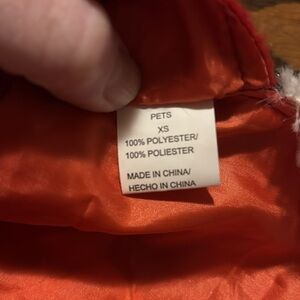 PETS
XS
100% POLYESTER/
100% POLIESTER
MADE IN CHINA/
HECHO IN CHINA